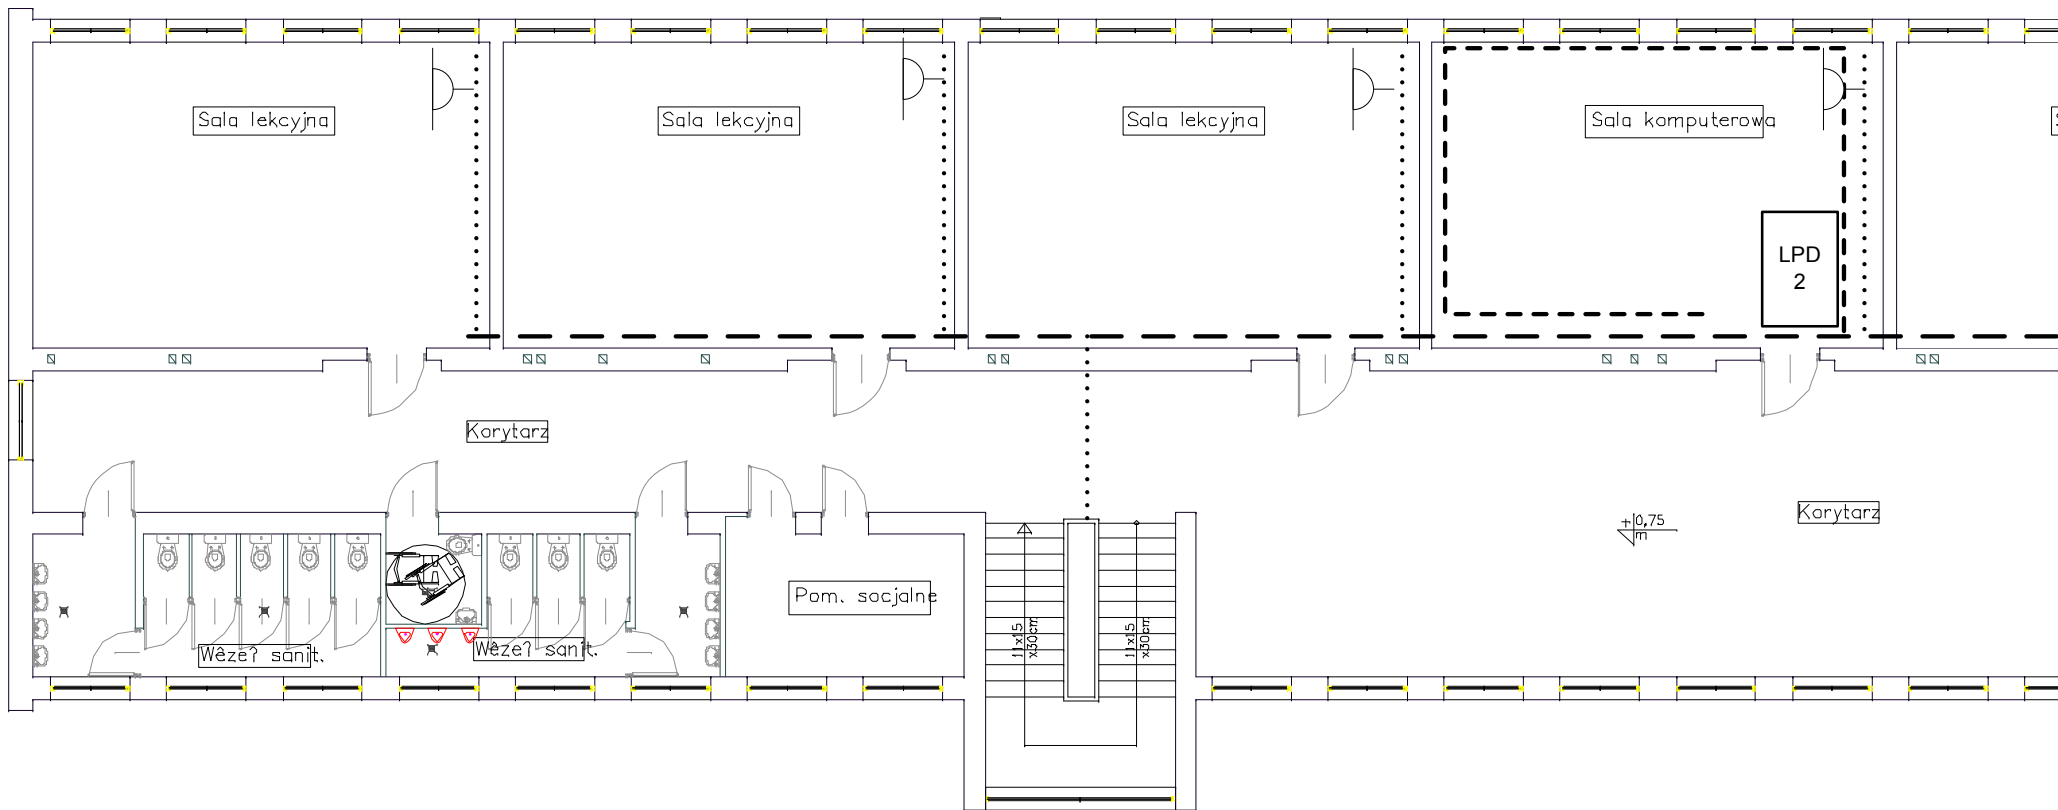 Sala lekcyjna
Sala lekcyjna
Sala lekcyjna
Sala komputerowa
S
LPD
2
Korytarz
Korytarz
+0,75
m
Pom. socjalne
11x15
x30cm
11x15
x30cm
Wêze? sanit.
Wêze? sanit.